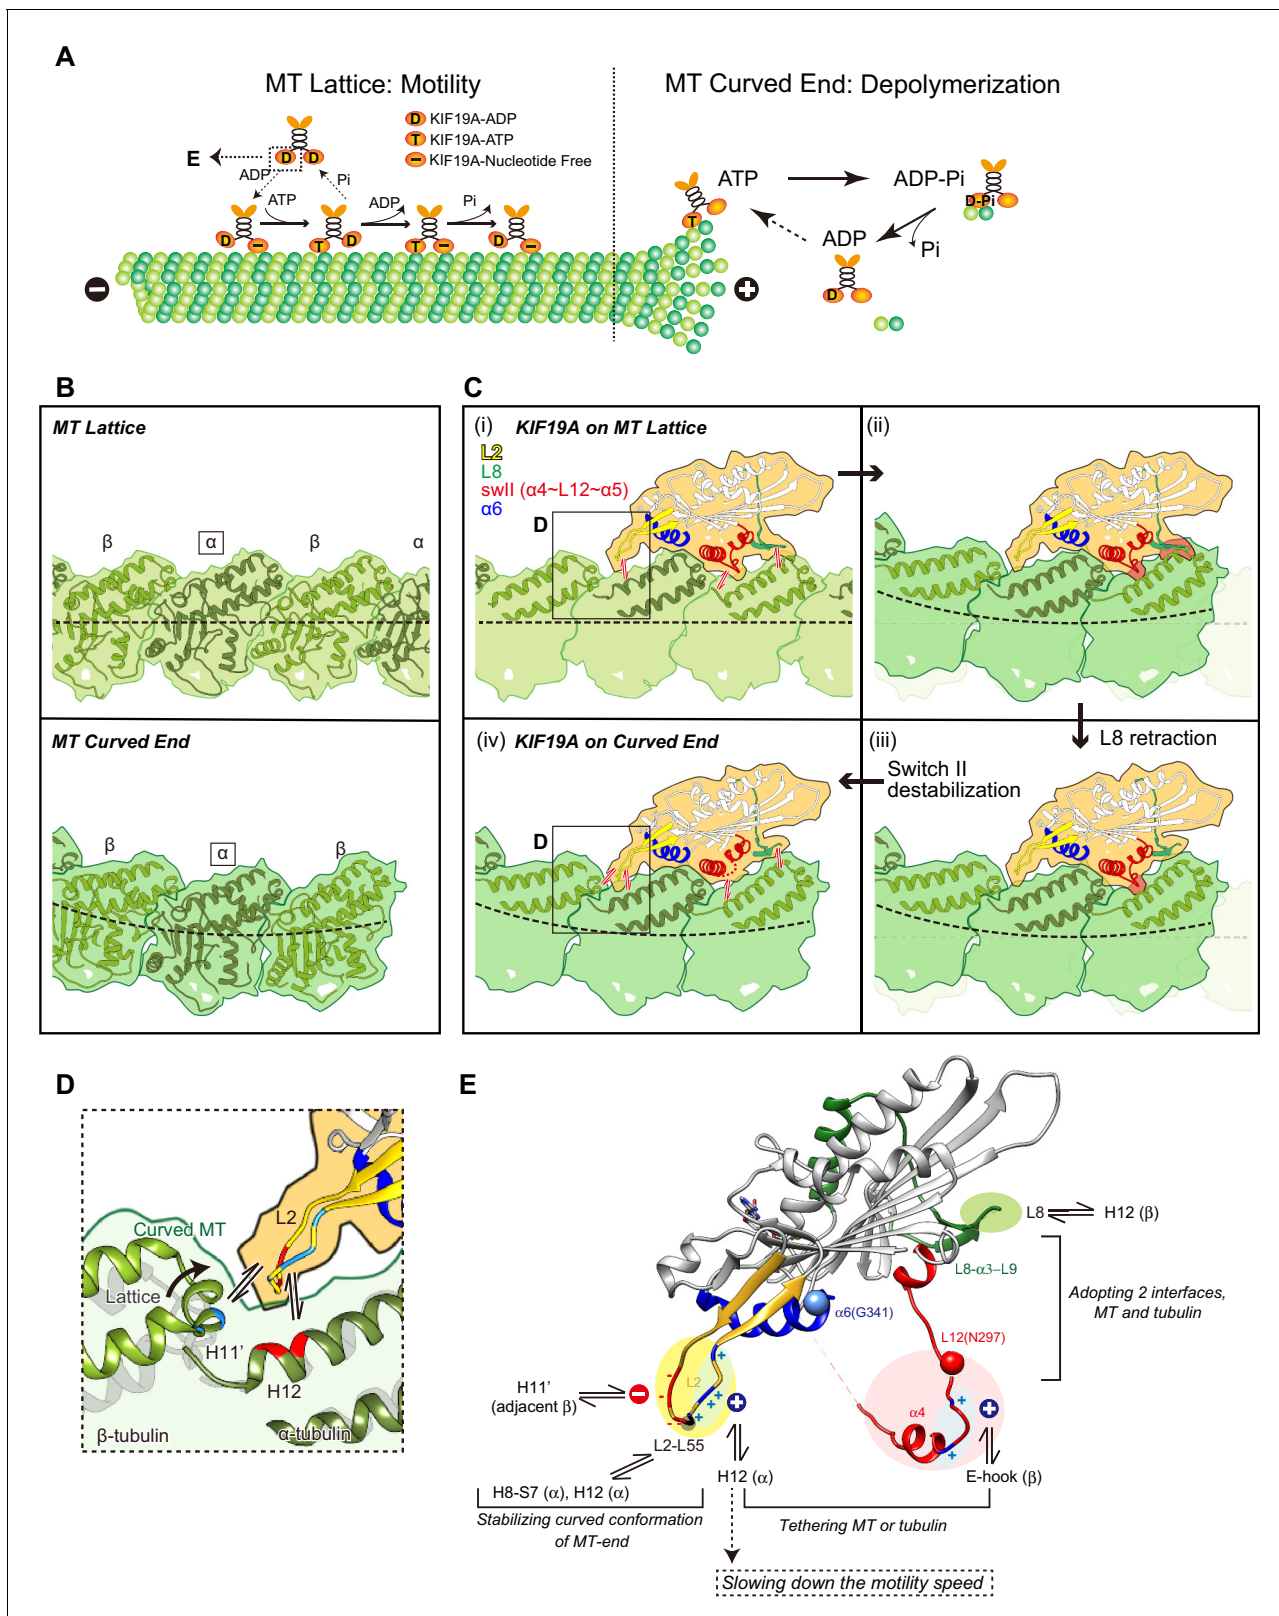 A
MT Lattice: Motility
MT Curved End: Depolymerization
D KIF19A-ADP
T KIF19A-ATP
− KIF19A-Nucleotide Free
E
D D
ADP
Pi
ATP
ADP
Pi
D −
T D
T −
D −
−
+
ATP
T
ADP-Pi
D-Pi
Pi
ADP
D
B
MT Lattice
β α β α
MT Curved End
β α β
C
(i) KIF19A on MT Lattice
L2
L8
swII (α4~L12~α5)
α6
D
(ii)
L8 retraction
(iii)
Switch II
destabilization
(iv) KIF19A on Curved End
D
D
L2
Curved MT
Lattice
H11’
H12
β-tubulin
α-tubulin
E
L8
H12 (β)
L8-α3–L9
Adopting 2 interfaces,
MT and tubulin
α6(G341)
L12(N297)
H11’
(adjacent β)
−
L2
+
α4
+
L2-L55
H12 (α)
E-hook (β)
H8-S7 (α), H12 (α)
Stabilizing curved conformation
of MT-end
Tethering MT or tubulin
Slowing down the motility speed